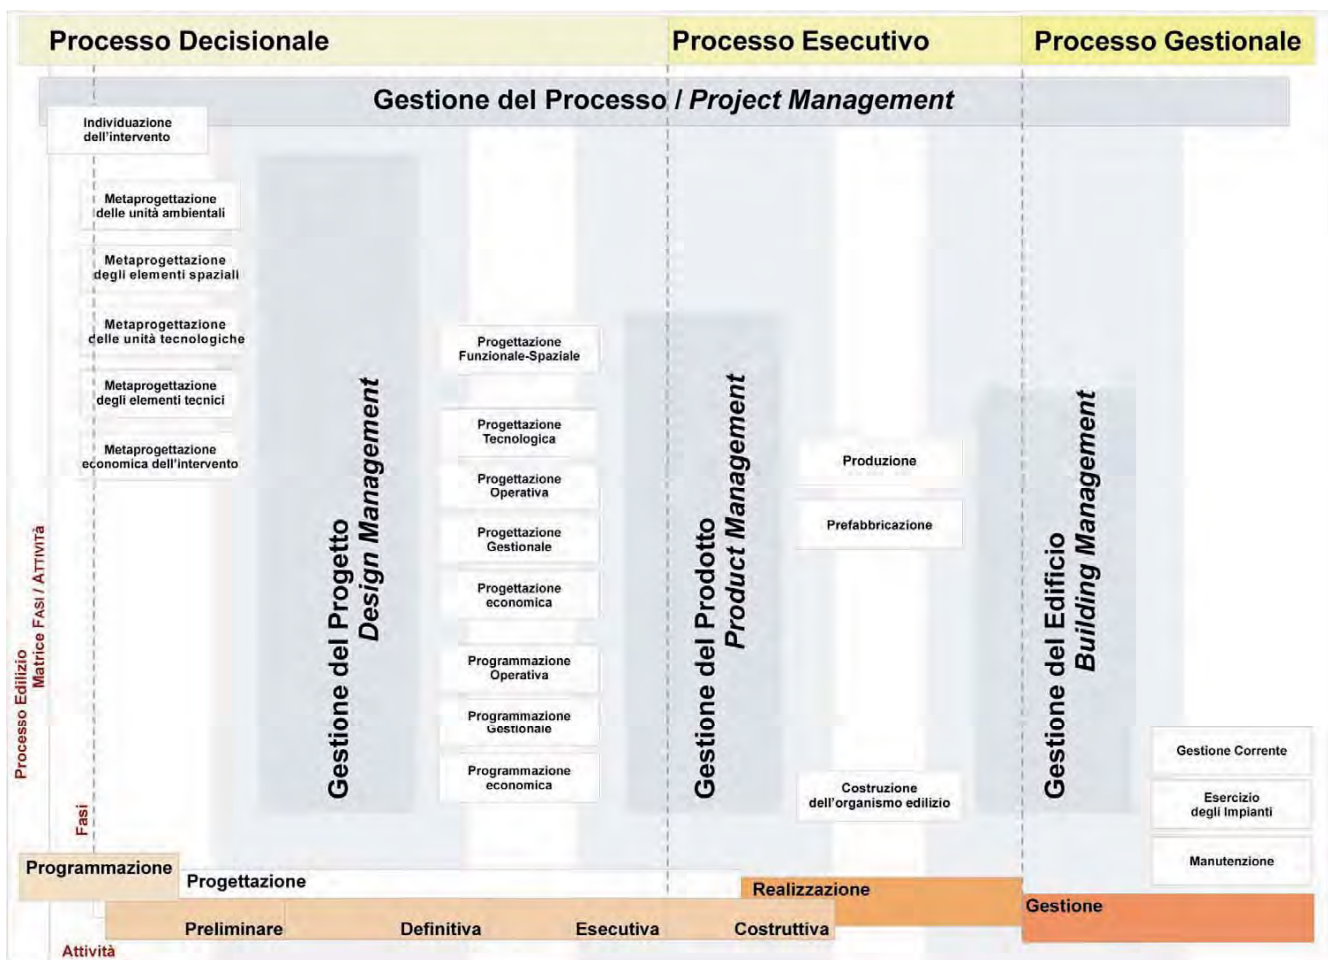 Processo Decisionale
Processo Esecutivo
Processo Gestionale
Gestione del Processo / Project Management
Individuazione
dell'intervento
Metaprogettazione
delle unità ambientali
Metaprogettazione
degli elementi spaziali
Metaprogettazione
delle unità tecnologiche
Metaprogettazione
degli elementi tecnici
Metaprogettazione
economica dell'intervento
Gestione del Progetto
Design Management
Progettazione
Funzionale-Spaziale
Progettazione
Tecnologica
Progettazione
Operativa
Progettazione
Gestionale
Progettazione
economica
Programmazione
Operativa
Programmazione
Gestionale
Programmazione
economica
Gestione del Prodotto
Product Management
Produzione
Prefabbricazione
Costruzione
dell'organismo edilizio
Gestione del Edificio
Building Management
Gestione Corrente
Esercizio
degli Impianti
Manutenzione
Processo Edilizio
Matrice FASI / ATTIVITÀ
Fasi
Programmazione
Progettazione
Realizzazione
Gestione
Preliminare
Definitiva
Esecutiva
Costruttiva
Attività